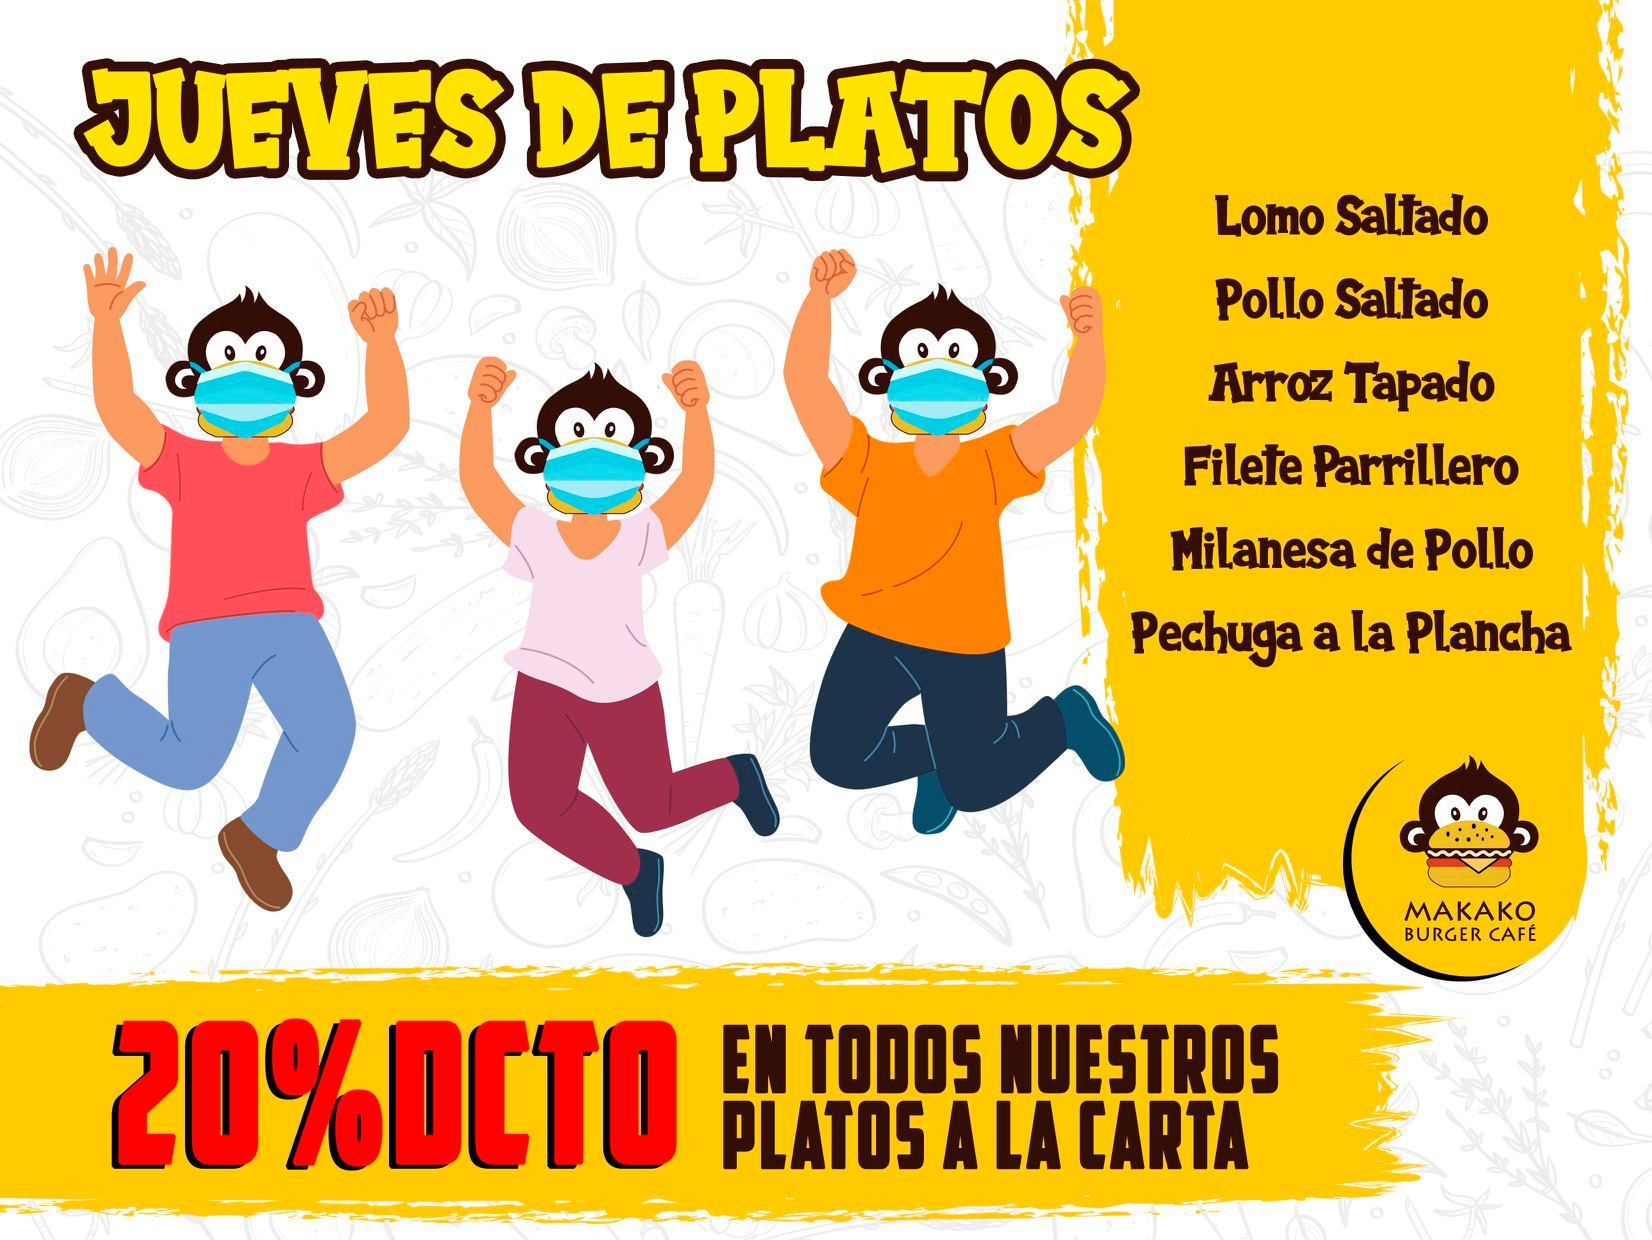 JUEVES DE PLATOS
Lomo Saltado
Pollo Saltado
Arroz Tapado
Filete Parrillero
Milanesa de Pollo
Pechuga a la Plancha
MAKAKO
BURGER CAFÉ
20%DCTO
EN TODOS NUESTROS
PLATOS A LA CARTA